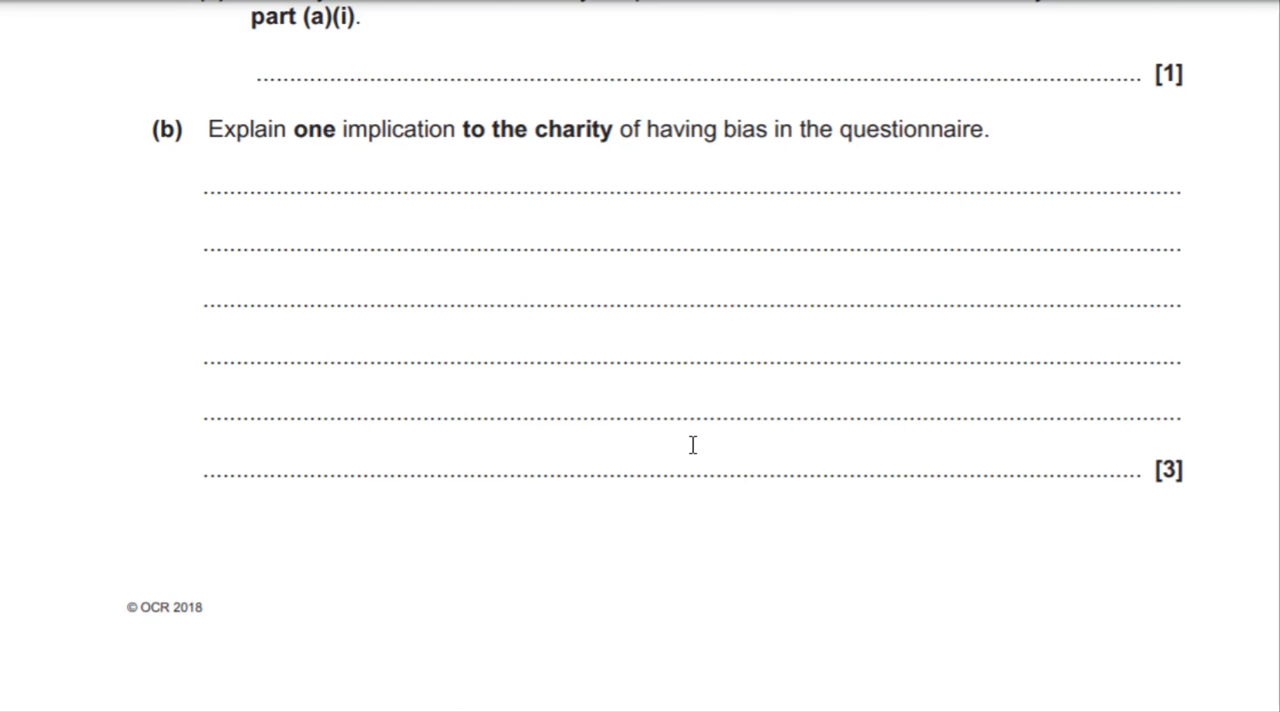 part (a)(i).
[1]
(b) Explain one implication to the charity of having bias in the questionnaire.
[3]
© OCR 2018